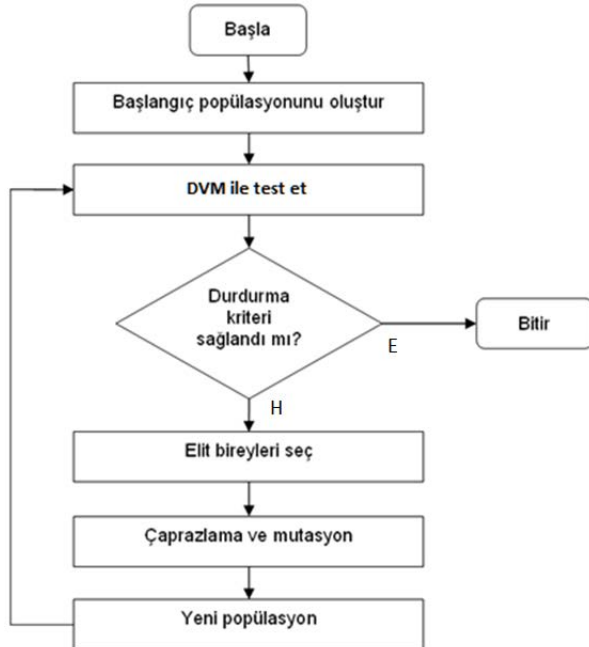 Başla
Başlangıç popülasyonunu oluştur
DVM ile test et
Durdurma
kriteri
sağlandı mı?
E
Bitir
H
Elit bireyleri seç
Çaprazlama ve mutasyon
Yeni popülasyon